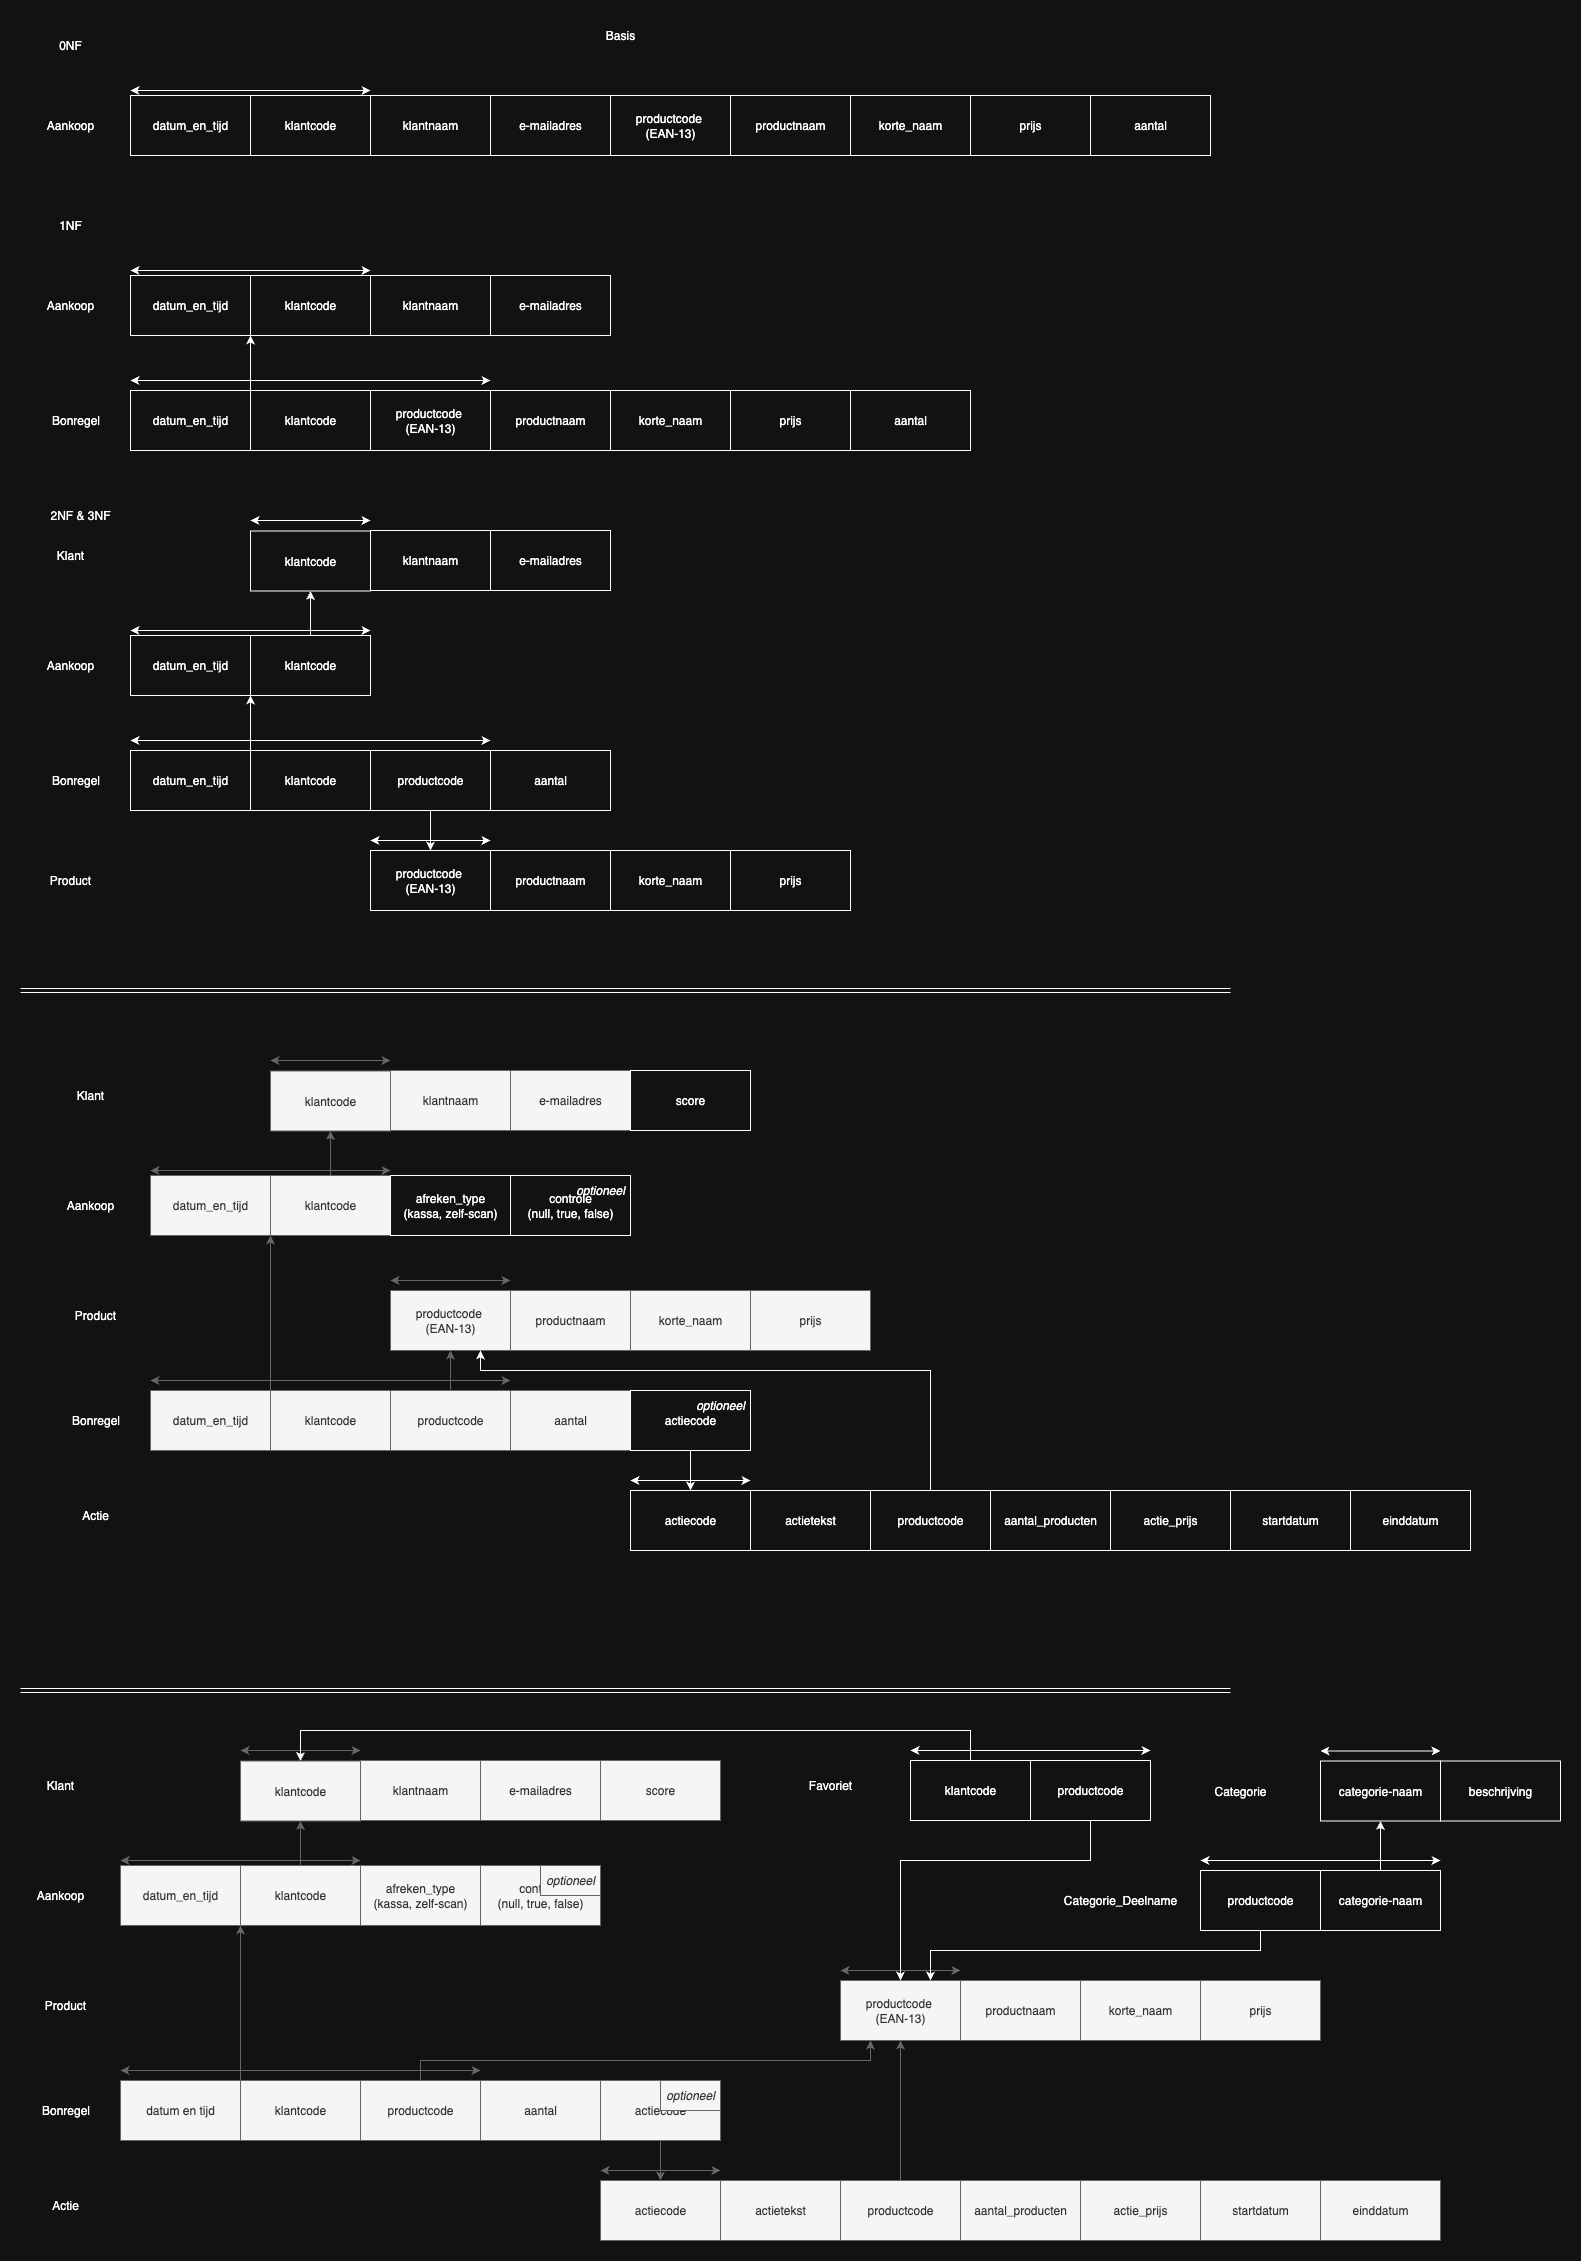 Basis
0NF
Aankoop
datum_en_tijd
klantcode
klantnaam
e-mailadres
productcode
(EAN-13)
productnaam
korte_naam
prijs
aantal
1NF
Aankoop
datum_en_tijd
klantcode
klantnaam
e-mailadres
Bonregel
datum_en_tijd
klantcode
productcode
(EAN-13)
productnaam
korte_naam
prijs
aantal
2NF & 3NF
Klant
klantcode
klantnaam
e-mailadres
Aankoop
datum_en_tijd
klantcode
Bonregel
datum_en_tijd
klantcode
productcode
aantal
Product
productcode
(EAN-13)
productnaam
korte_naam
prijs
Klant
klantcode
klantnaam
e-mailadres
score
Aankoop
datum_en_tijd
klantcode
afreken_type
(kassa, zelf-scan)
optioneel
controle
(null, true, false)
Product
productcode
(EAN-13)
productnaam
korte_naam
prijs
Bonregel
datum_en_tijd
klantcode
productcode
aantal
optioneel
actiecode
Actie
actiecode
actietekst
productcode
aantal_producten
actie_prijs
startdatum
einddatum
Klant
klantcode
klantnaam
e-mailadres
score
Favoriet
klantcode
productcode
Categorie
categorie-naam
beschrijving
Aankoop
datum_en_tijd
klantcode
afreken_type
(kassa, zelf-scan)
optioneel
(null, true, false)
Categorie_Deelname
productcode
categorie-naam
Product
productcode
(EAN-13)
productnaam
korte_naam
prijs
Bonregel
datum en tijd
klantcode
productcode
aantal
optioneel
actiecode
Actie
actiecode
actietekst
productcode
aantal_producten
actie_prijs
startdatum
einddatum